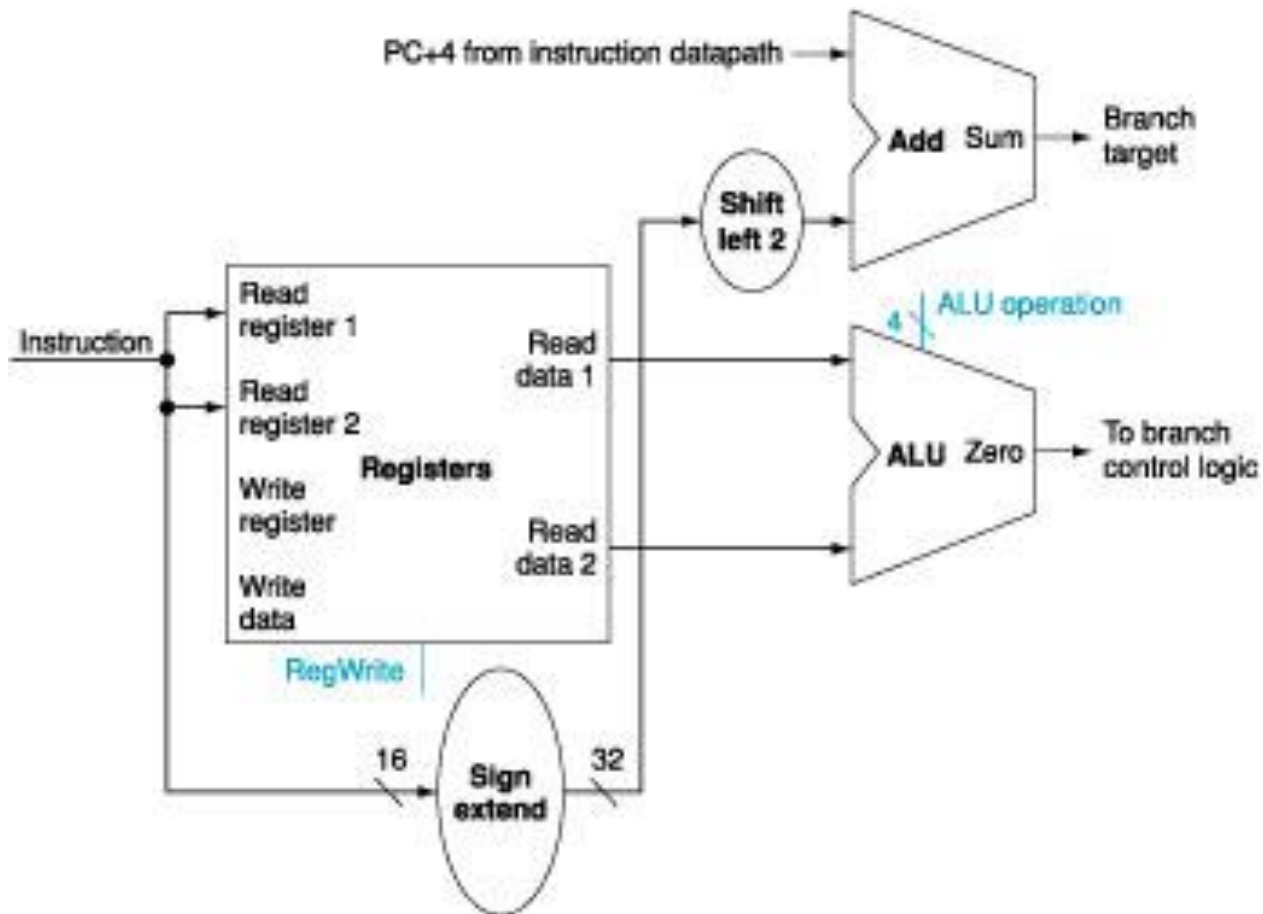 PC+4 from instruction datapath
Add Sum
Branch
target
Shift
left 2
4
ALU operation
Instruction
Read
register 1
Read
register 2
Registers
Write
register
Write
data
Read
data 1
Read
data 2
ALU Zero
To branch
control logic
RegWrite
16
Sign
extend
32